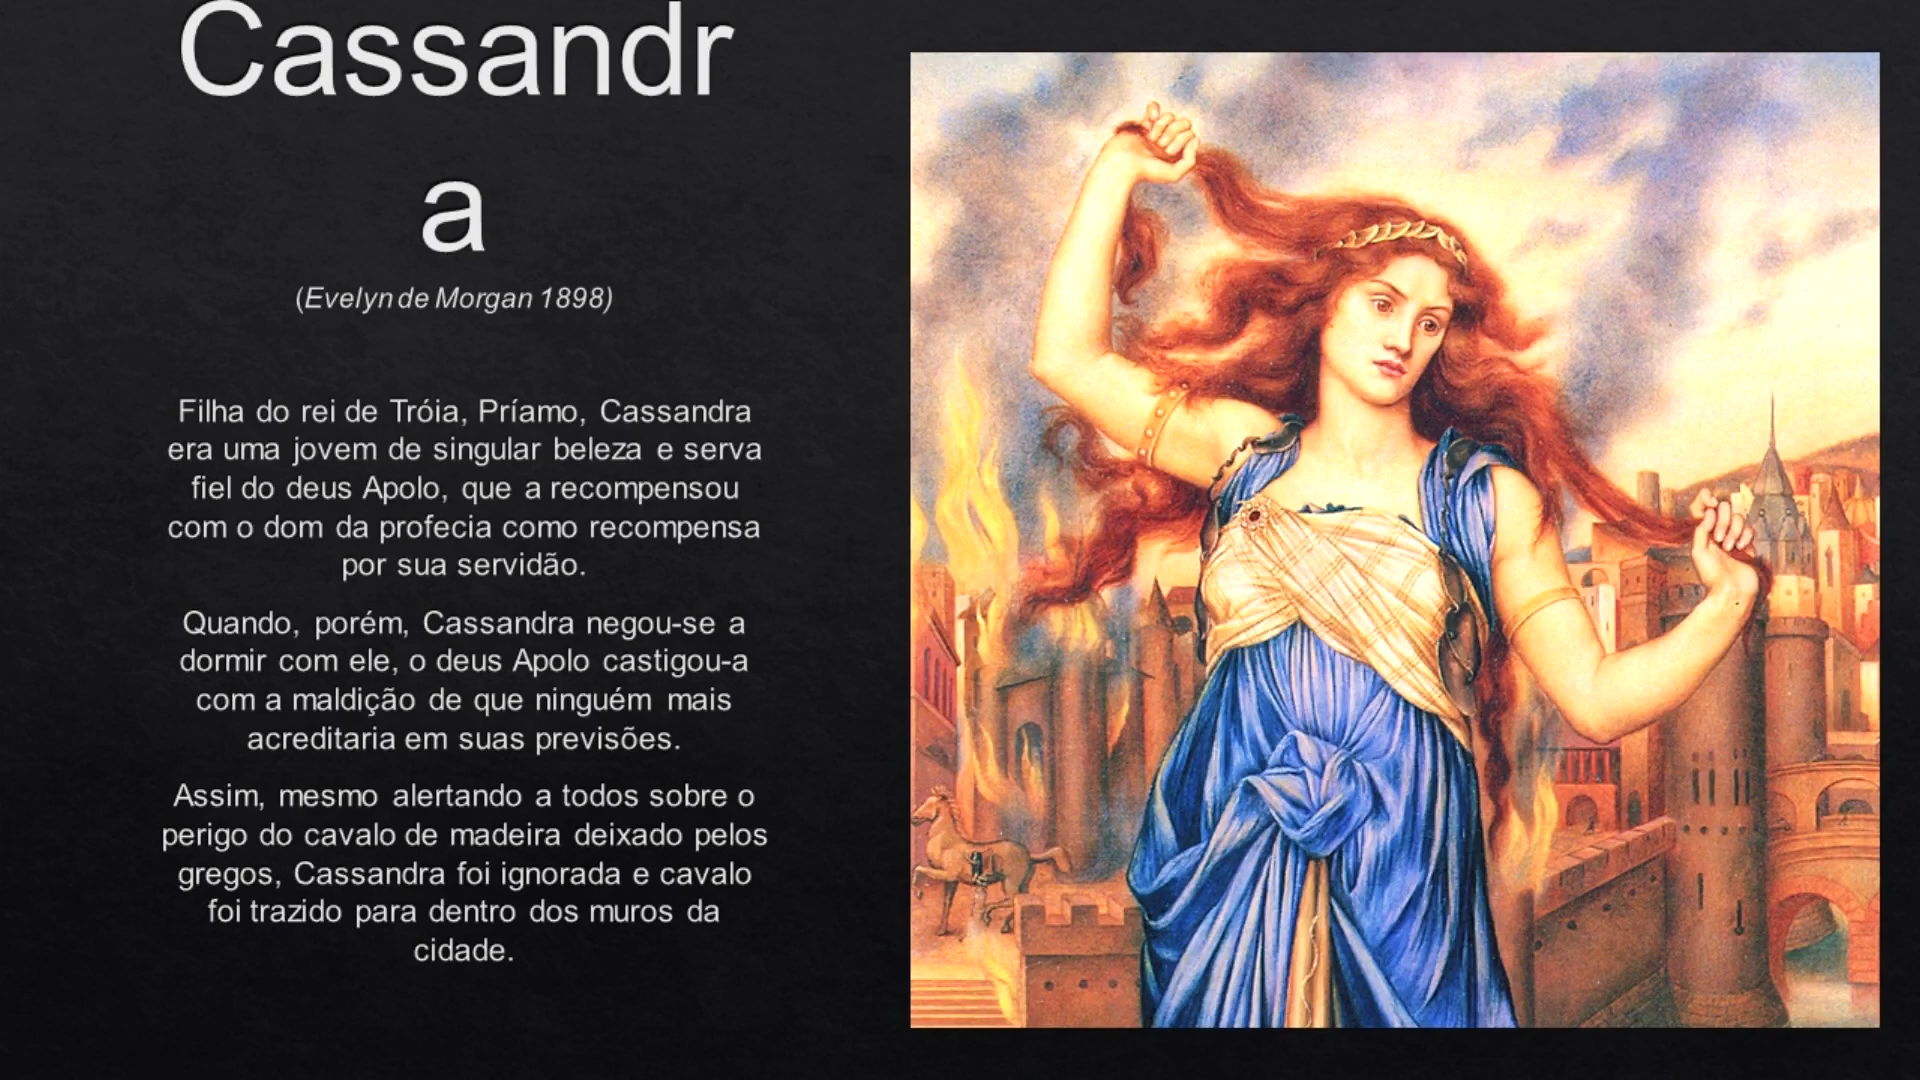 Cassandr
a
(Evelyn de Morgan 1898)
Filha do rei de Tróia, Príamo, Cassandra
era uma jovem de singular beleza e serva
fiel do deus Apolo, que a recompensou
com o dom da profecia como recompensa
por sua servidão.
Quando, porém, Cassandra negou-se a
dormir com ele, o deus Apolo castigou-a
com a maldição de que ninguém mais
acreditaria em suas previsões.
Assim, mesmo alertando a todos sobre o
perigo do cavalo de madeira deixado pelos
gregos, Cassandra foi ignorada e cavalo
foi trazido para dentro dos muros da
cidade.